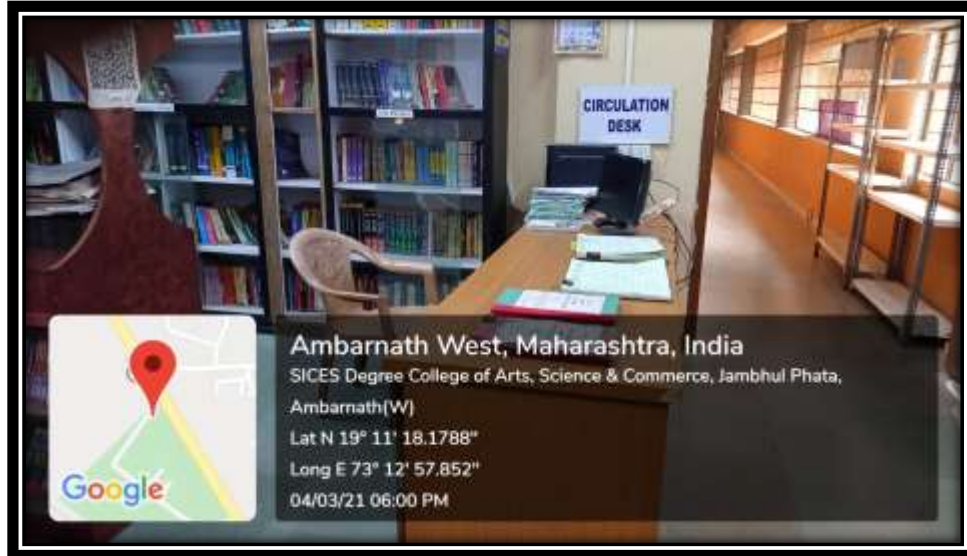 CIRCULATION
DESK
Ambarnath West, Maharashtra, India
SICES Degree College of Arts, Science & Commerce, Jambhul Phata,
Ambarnath(W)
Lat N 19° 11' 18.1788"
Long E 73° 12' 57.852"
04/03/21 06:00 PM
Google